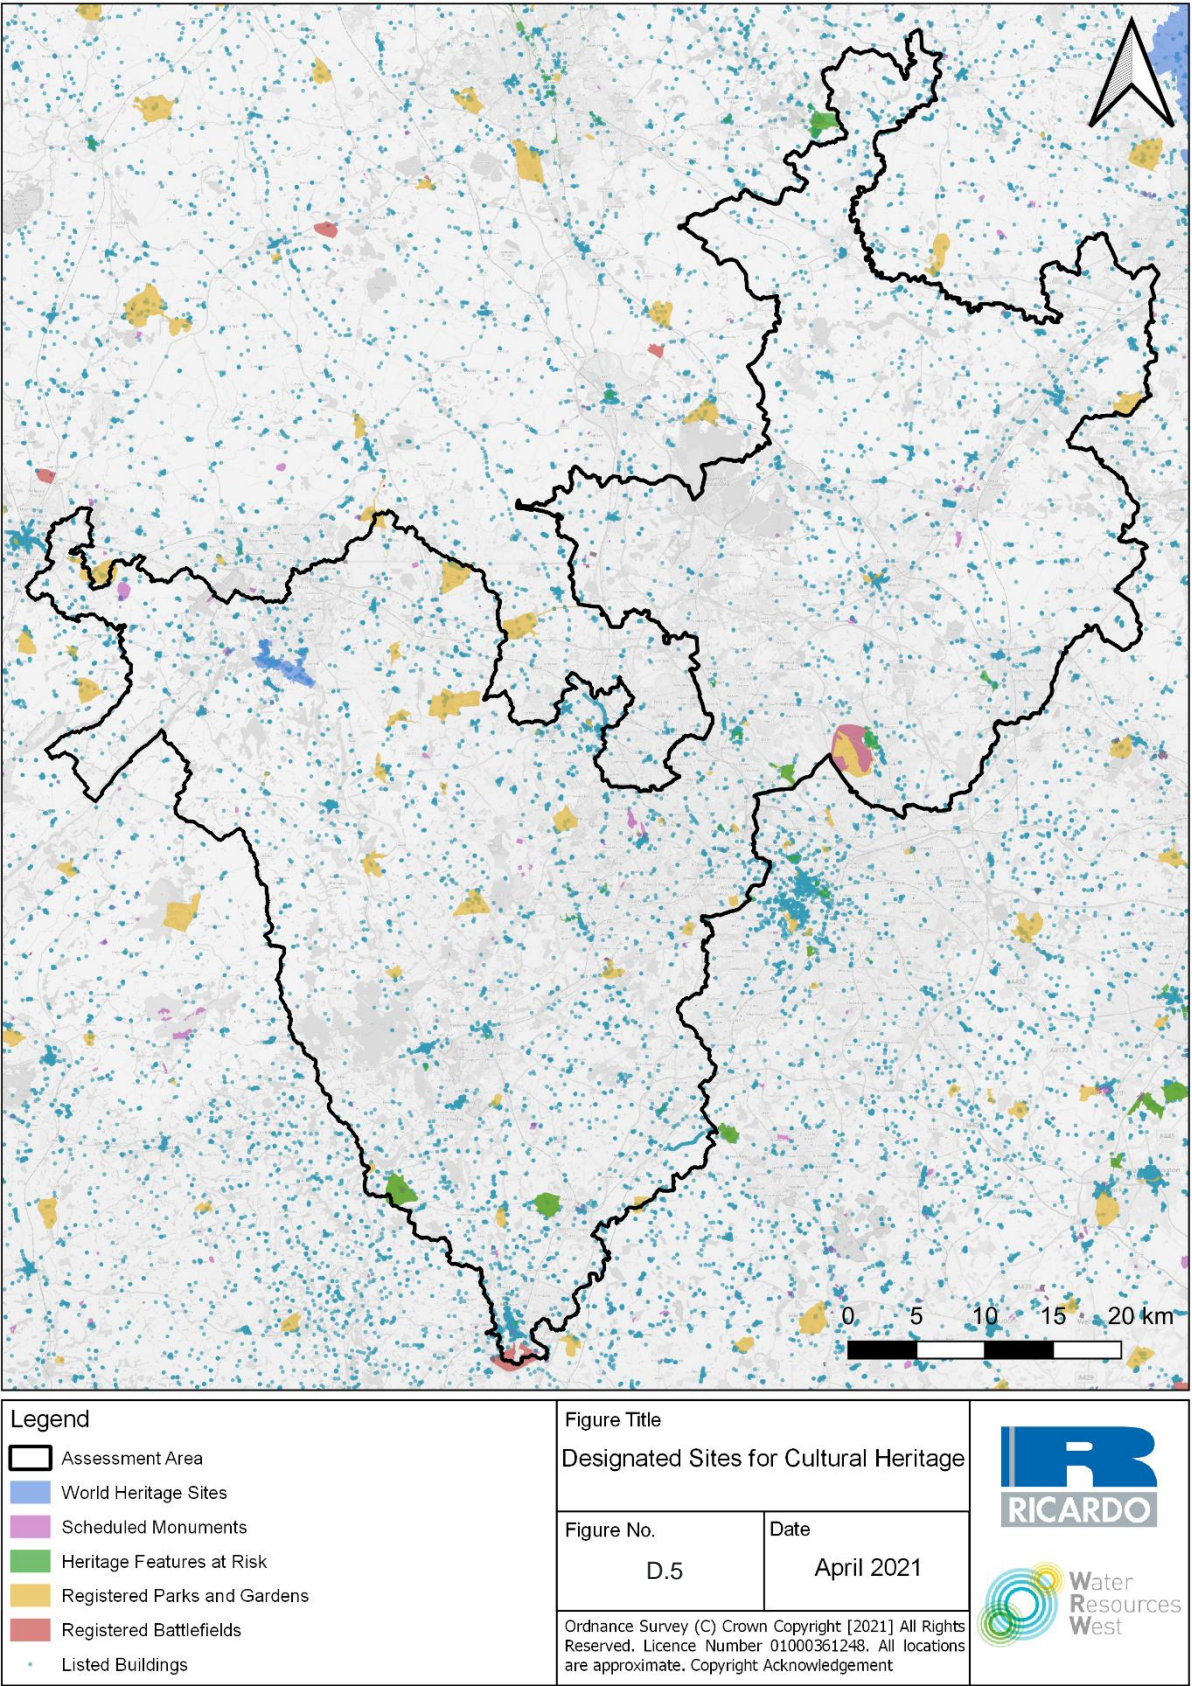 0 5 10 15 20 km
Legend
Assessment Area
World Heritage Sites
Scheduled Monuments
Heritage Features at Risk
Registered Parks and Gardens
Registered Battlefields
Listed Buildings
Figure Title
Designated Sites for Cultural Heritage
Figure No.
D.5
Date
April 2021
Ordnance Survey (C) Crown Copyright [2021] All Rights
Reserved. Licence Number 01000361248. All locations
are approximate. Copyright Acknowledgement
R
RICARDO
Water
Resources
West